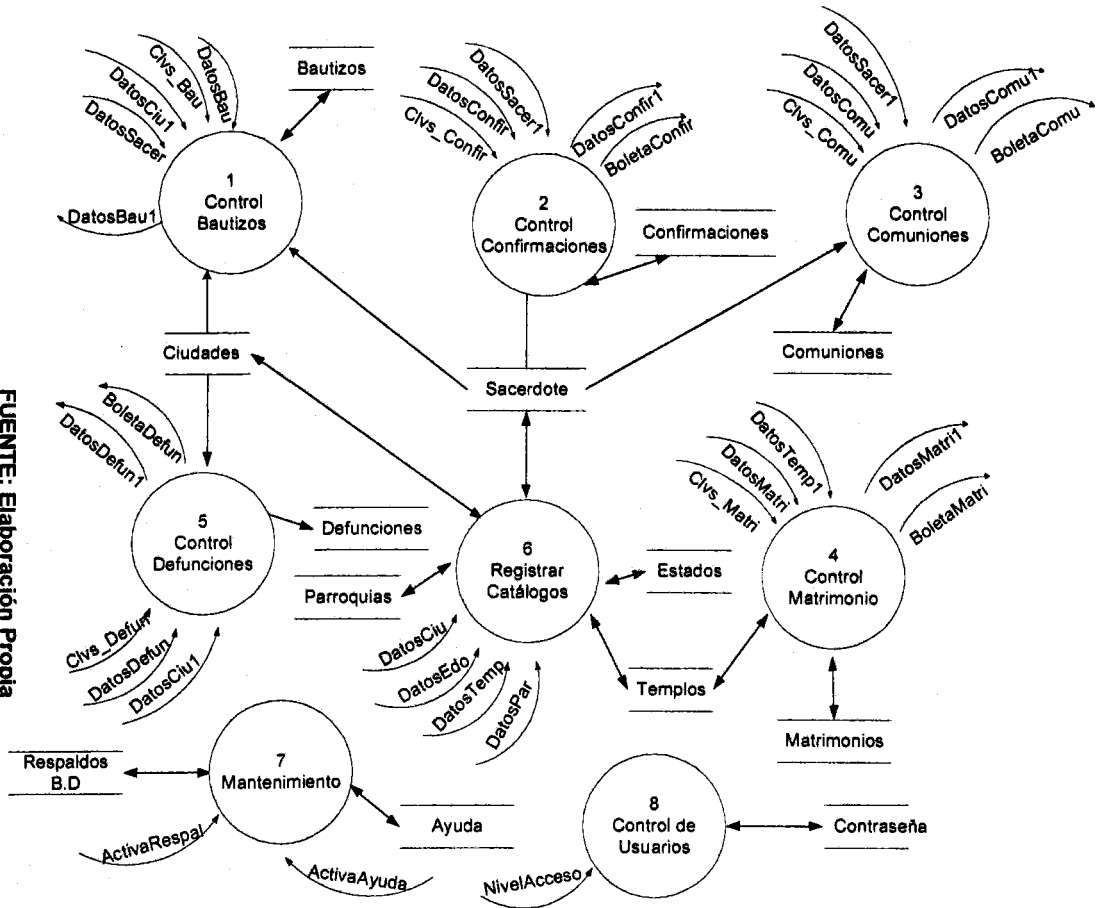 Clvs_Bau
DatosBau
DatosCiu1
DatosSacer
Bautizos
1
Control
Bautizos
DatosBau1
DatosSacer1
DatosConfir
Clvs_Confir
DatosConfir1
BoletaConfir
2
Control
Confirmaciones
Confirmaciones
DatosSacer1
DatosComu
Clvs_Comu
DatosComu1
BoletaComu
3
Control
Comuniones
Comuniones
Ciudades
Sacerdote
BoletaDefun
DatosDefun1
5
Control
Defunciones
Defunciones
Clvs_Defun
DatosDefun
DatosCiu1
Parroquias
6
Registrar
Catálogos
Estados
DatosCiu
DatosEdo
DatosTemp
DatosPar
Templos
DatosTemp1
DatosMatri
Clvs_Matri
DatosMatri1
BoletaMatri
4
Control
Matrimonio
Matrimonios
Respaldos
B.D
7
Mantenimiento
Ayuda
ActivaRespal
ActivaAyuda
8
Control de
Usuarios
Contraseña
NivelAcceso
FUENTE: Elaboración Propia